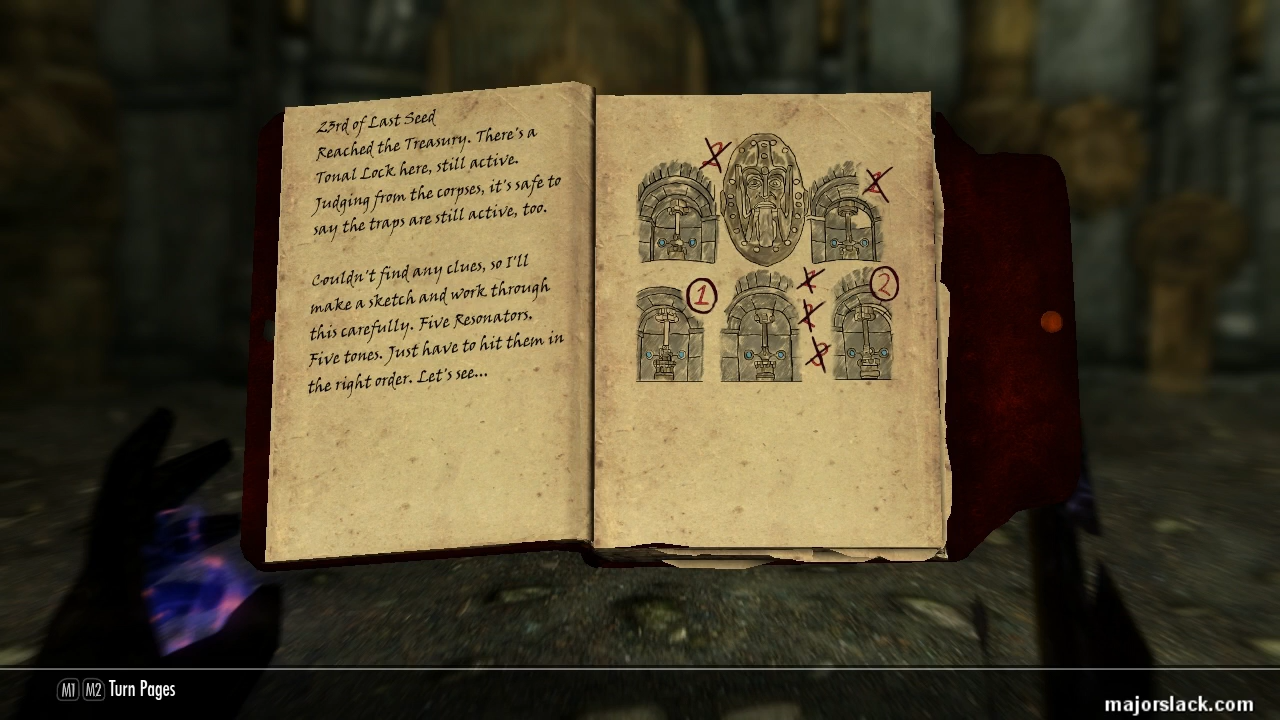 23rd of Last Seed
Reached the Treasury. There's a
Tonal Lock here, still active.
Judging from the corpses, it's safe to
say the traps are still active, too.
Couldn't find any clues, so I'll
make a sketch and work through
this carefully. Five Resonators.
Five tones. Just have to hit them in
the right order. Let's see...
1
2
M1 M2 Turn Pages
majorslack.com